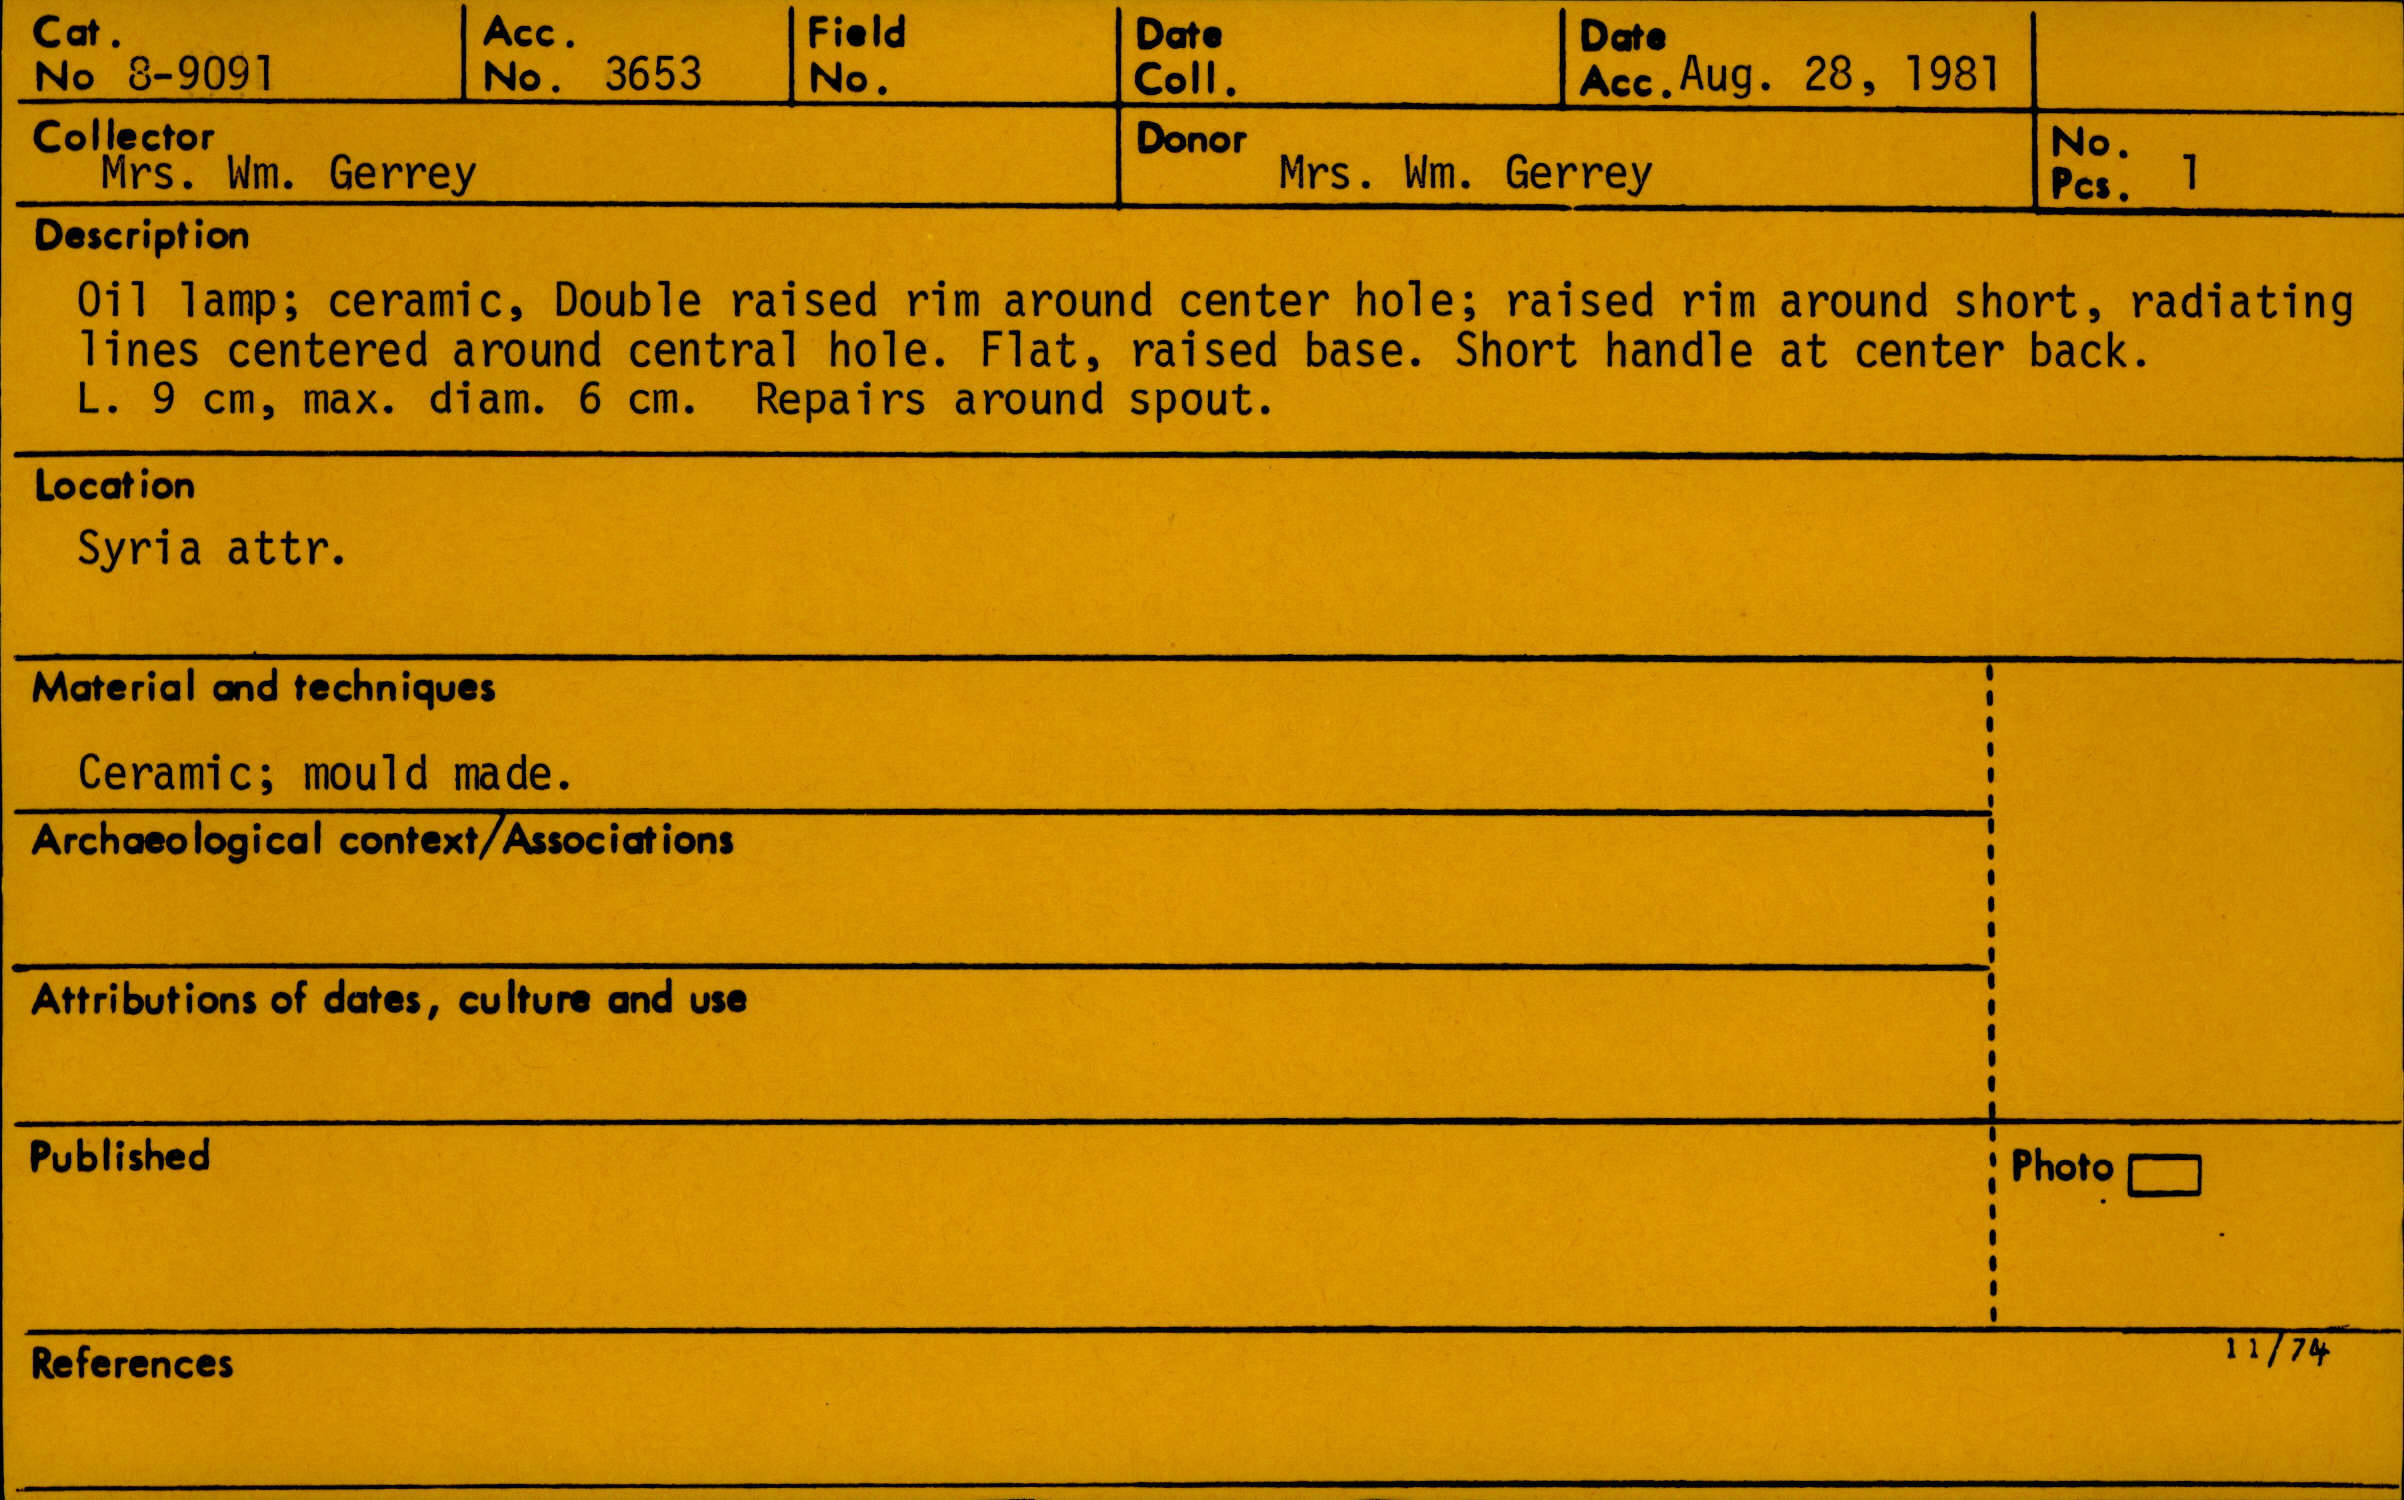 Cat. No 8-9091
Acc. No. 3653
Field No.
Date Coll.
Date Acc. Aug. 28, 1981
Collector
Mrs. Wm. Gerrey
Donor
Mrs. Wm. Gerrey
No. Pcs. 1
Description
Oil lamp; ceramic, Double raised rim around center hole; raised rim around short, radiating
lines centered around central hole. Flat, raised base. Short handle at center back.
L. 9 cm, max. diam. 6 cm. Repairs around spout.
Location
Syria attr.
Material and techniques
Ceramic; mould made.
Archaeological context/Associations
Attributions of dates, culture and use
Published
Photo
11/74
References